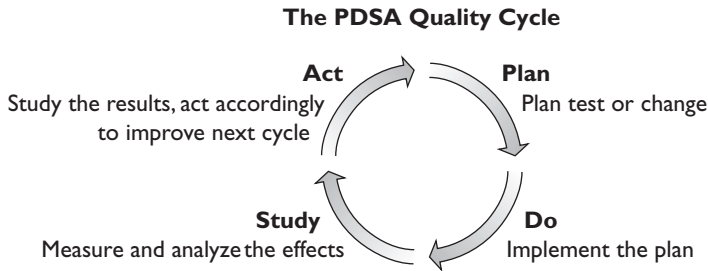 The PDSA Quality Cycle
Act
Study the results, act accordingly
to improve next cycle
Plan
Plan test or change
Study
Measure and analyze the effects
Do
Implement the plan